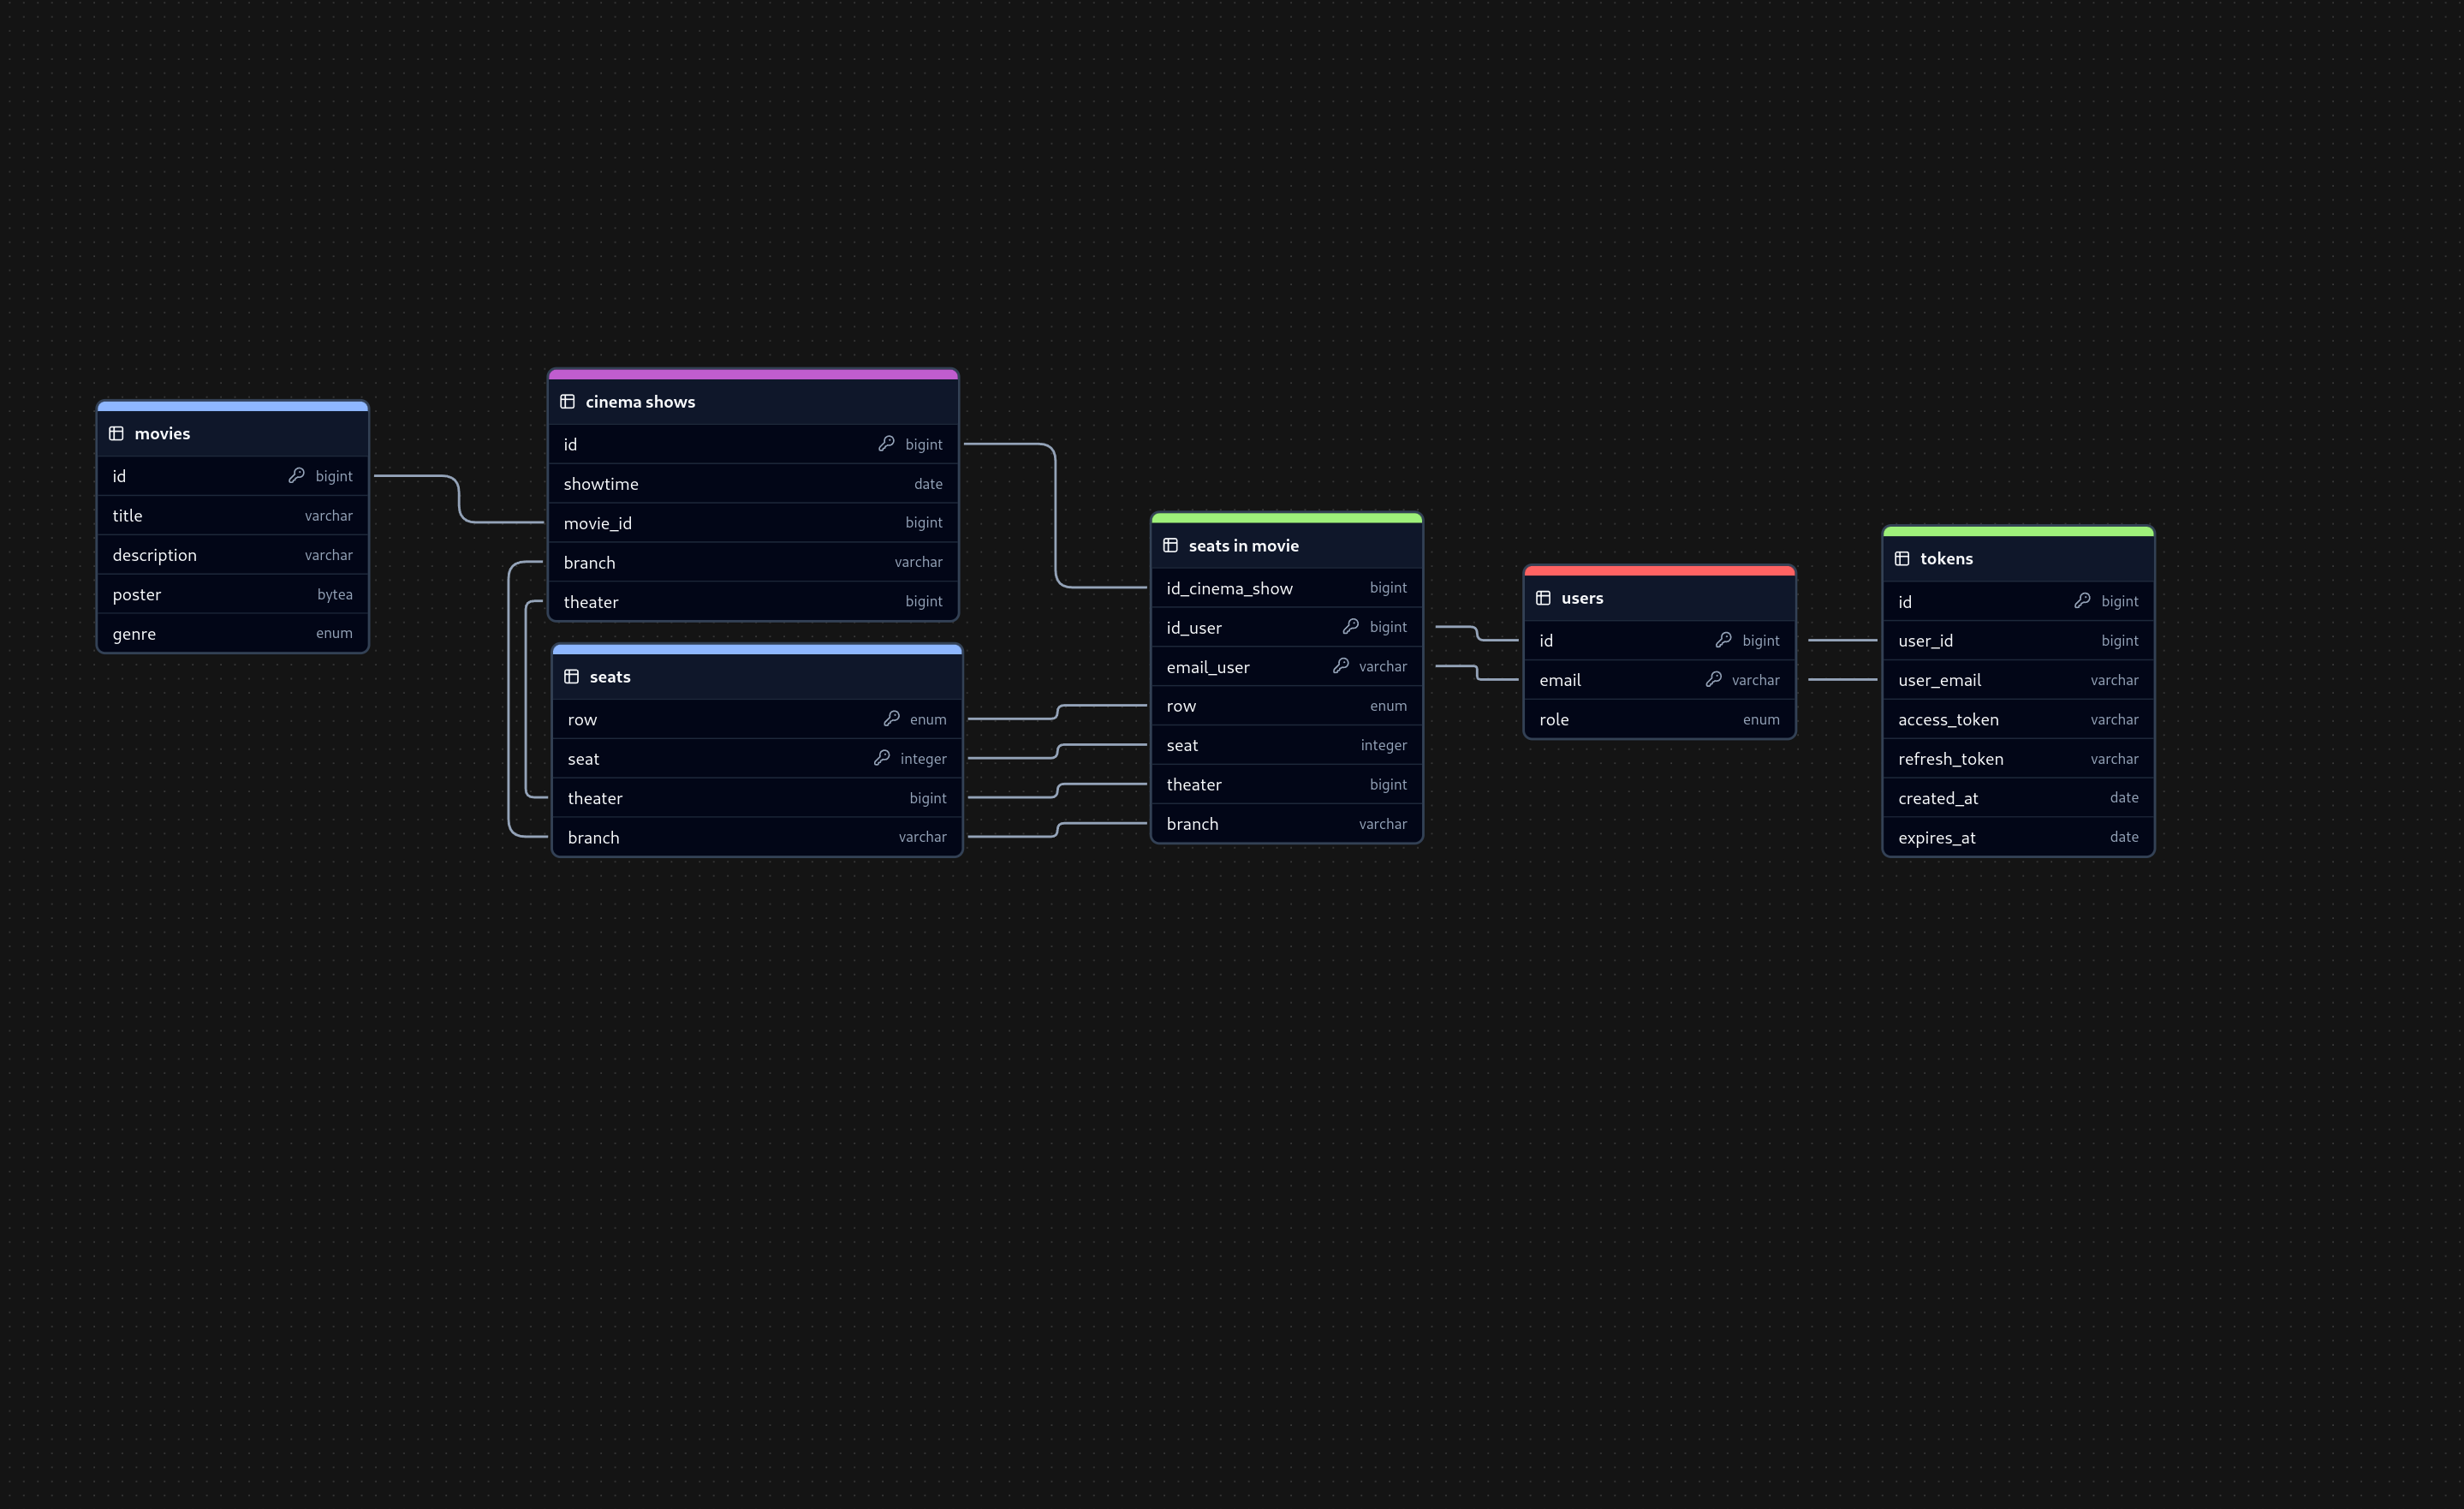 movies
id bigint
title varchar
description varchar
poster bytea
genre enum
cinema shows
id bigint
showtime date
movie_id bigint
branch varchar
theater bigint
seats
row enum
seat integer
theater bigint
branch varchar
seats in movie
id_cinema_show bigint
id_user bigint
email_user varchar
row enum
seat integer
theater bigint
branch varchar
users
id bigint
email varchar
role enum
tokens
id bigint
user_id bigint
user_email varchar
access_token varchar
refresh_token varchar
created_at date
expires_at date